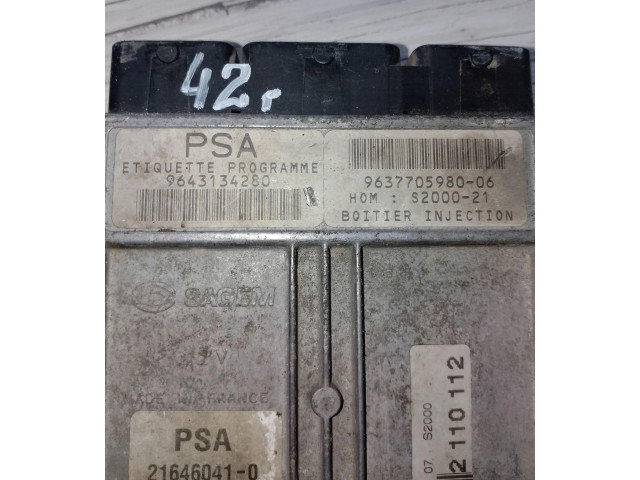 42г
PSA
ETIQUETTE PROGRAMME
9643134280
9637705980-06
HOM : S2000-21
BOITIER INJECTION
SAGEM
12V
MADE IN FRANCE
PSA
21646041-0
07 S2000
2 110 112